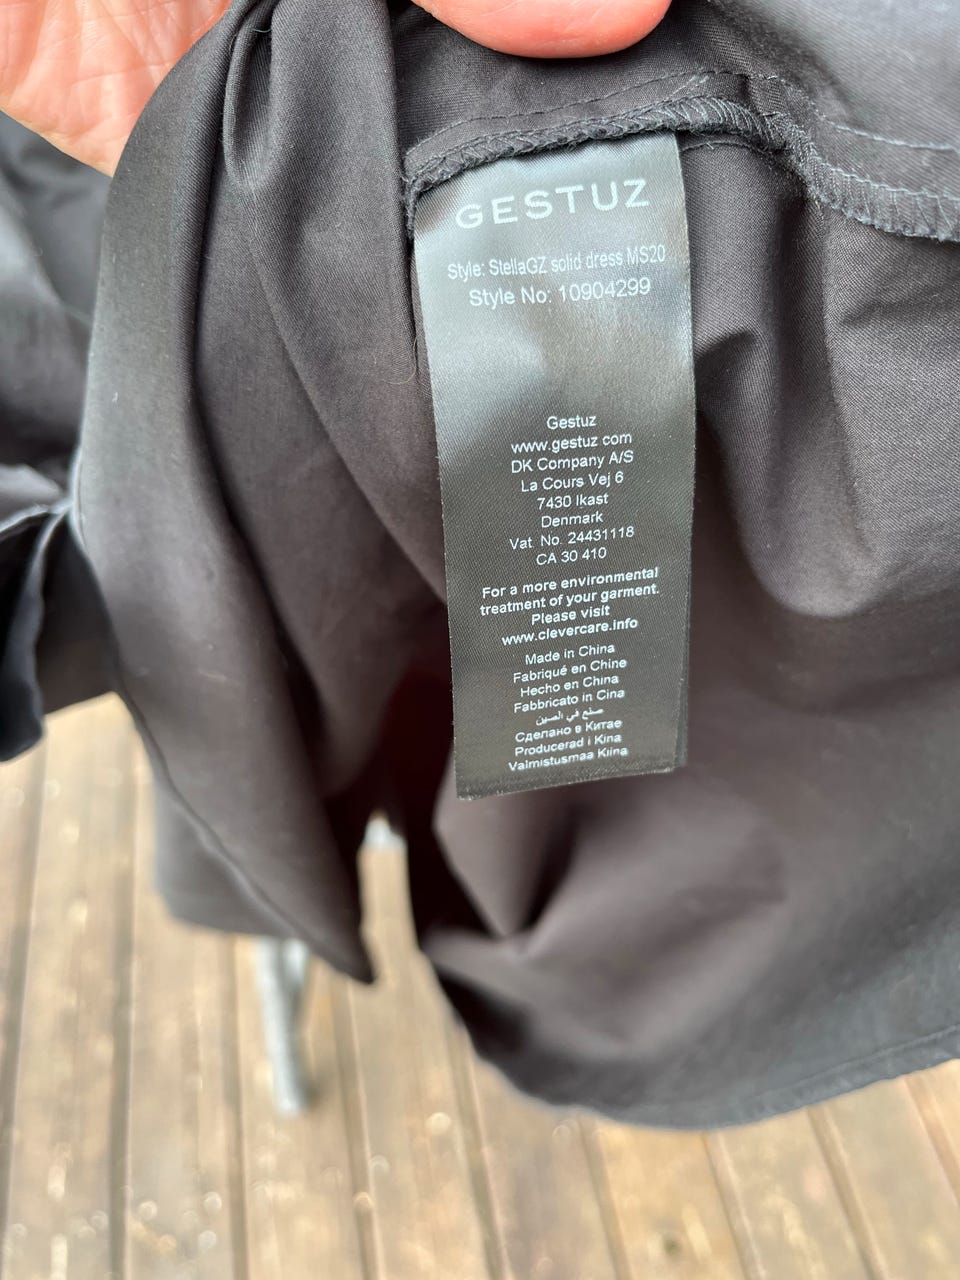 GESTUZ
Style: StellaGZ solid dress MS20
Style No: 10904299
Gestuz
www.gestuz.com
DK Company A/S
La Cours Vej 6
7430 Ikast
Denmark
Vat No. 24431118
CA 30 410
For a more environmental
treatment of your garment.
Please visit
www.clevercare.info
Made in China
Fabriqué en Chine
Hecho en China
Fabbricato in Cina
صنع في الصين
Сделано в Китае
Producerad i Kina
Valmistusmaa Kiina